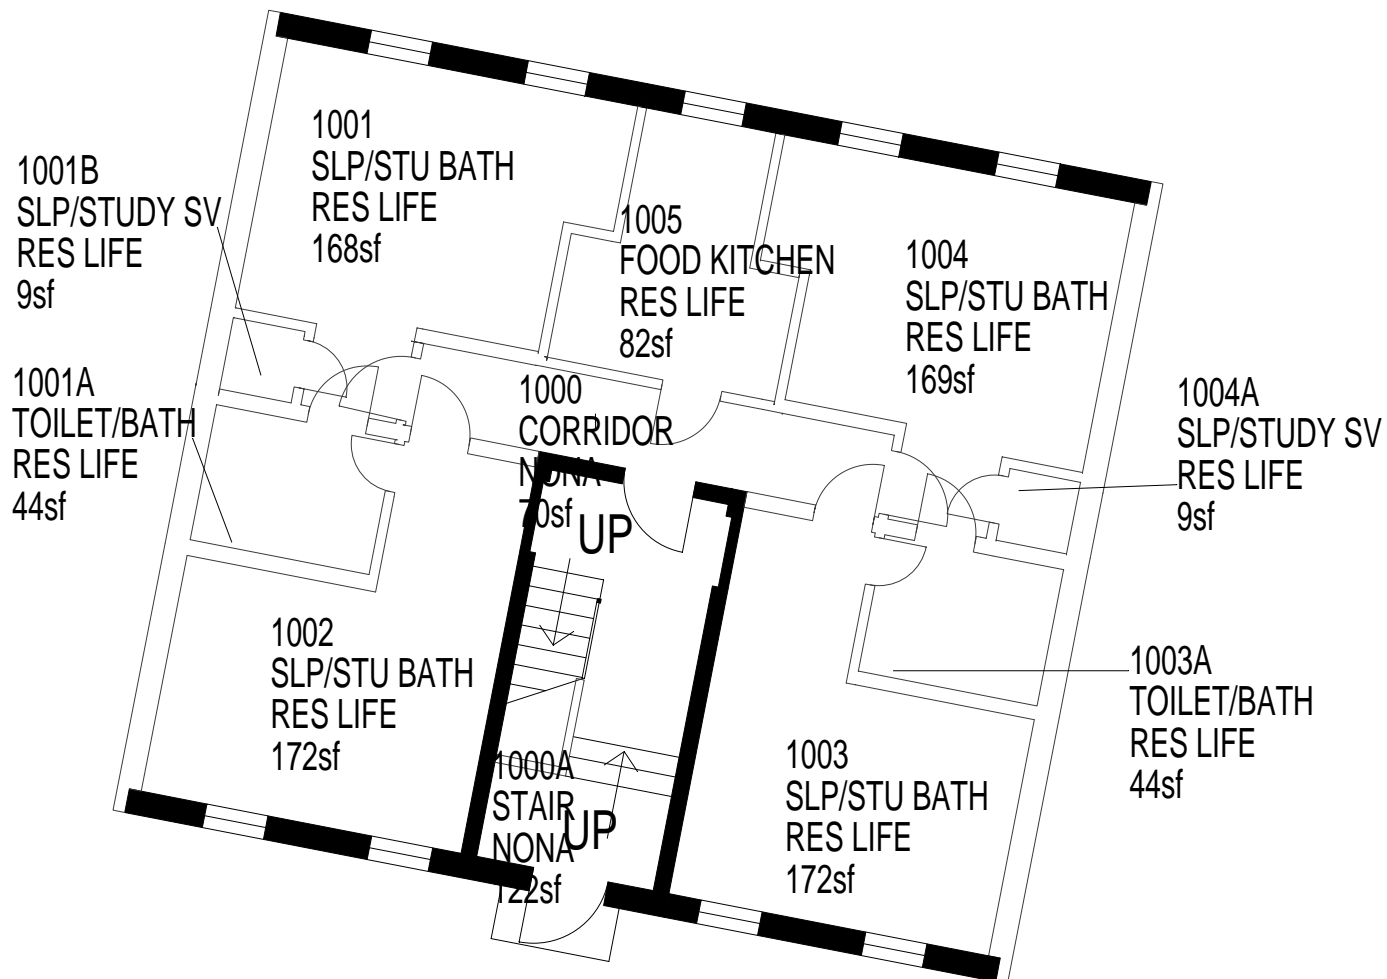 1001
SLP/STU BATH
RES LIFE
168sf
1001B
SLP/STUDY SV
RES LIFE
9sf
1005
FOOD KITCHEN
RES LIFE
82sf
1004
SLP/STU BATH
RES LIFE
169sf
1001A
TOILET/BATH
RES LIFE
44sf
1000
CORRIDOR
NONA
70sf
UP
1004A
SLP/STUDY SV
RES LIFE
9sf
1002
SLP/STU BATH
RES LIFE
172sf
1003A
TOILET/BATH
RES LIFE
44sf
1000A
STAIR
NONA
122sf
UP
1003
SLP/STU BATH
RES LIFE
172sf